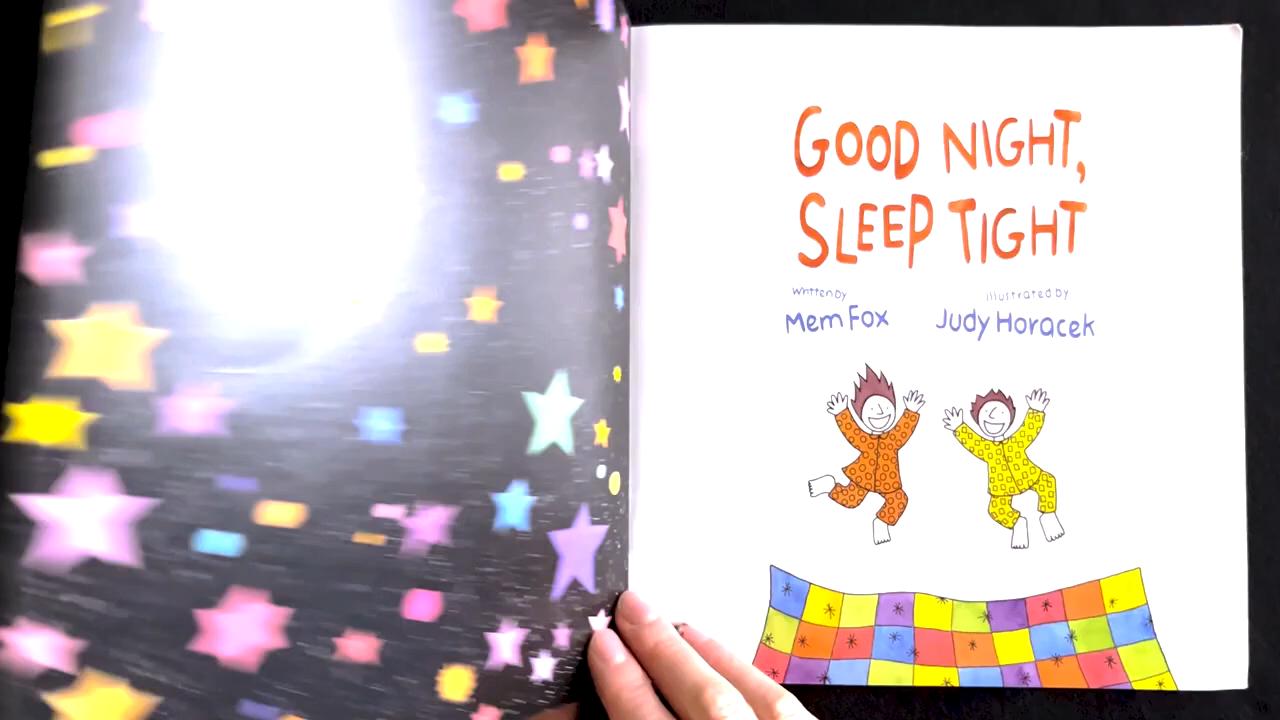 GOOD NIGHT,
SLEEP TIGHT
written by illustrated by
Mem Fox Judy Horacek